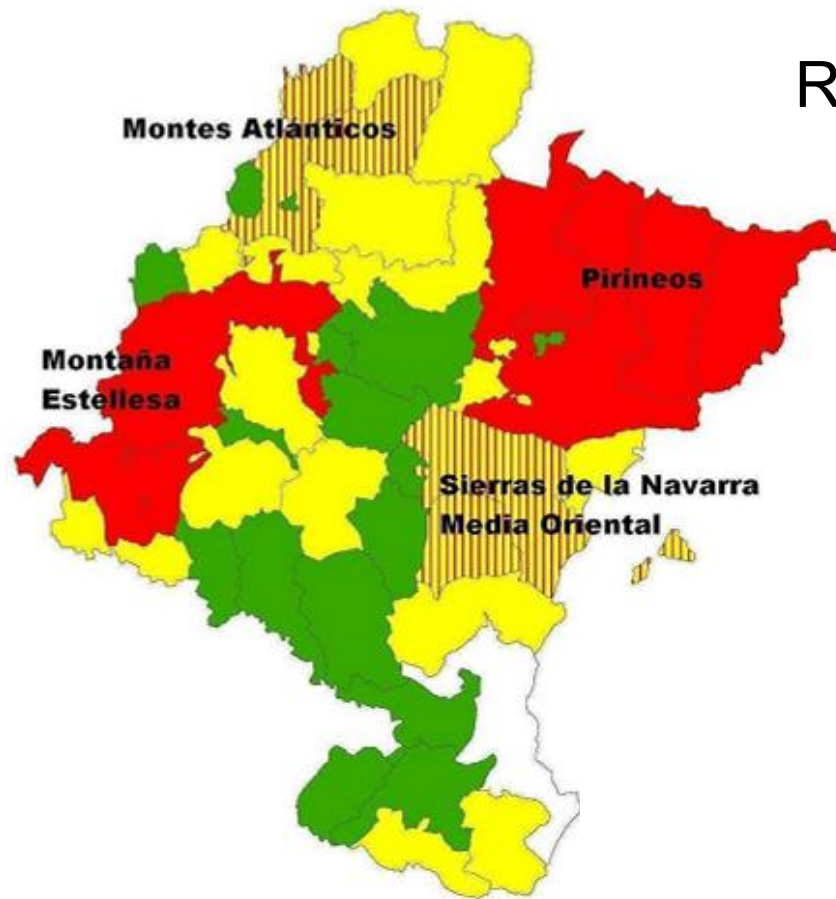 R
Montes Atlánticos
Pirineos
Montaña
Estellesa
Sierras de la Navarra
Media Oriental